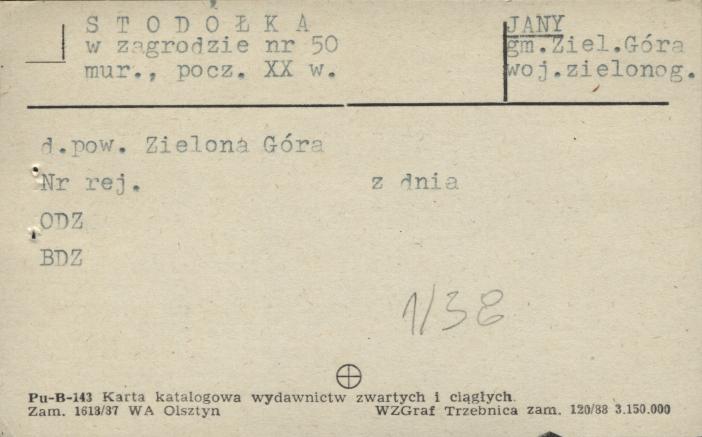 S T O D Ó Ł K A
w zagrodzie nr 50
mur., pocz. XX w.
JANY
gm.Ziel.Góra
woj.zielonog.
d.pow. Zielona Góra
Nr rej. z dnia
ODZ
BDZ
1/38
Pu-B-143 Karta katalogowa wydawnictw zwartych i ciągłych.
Zam. 1618/87 WA Olsztyn WZGraf Trzebnica zam. 120/88 3.150.000